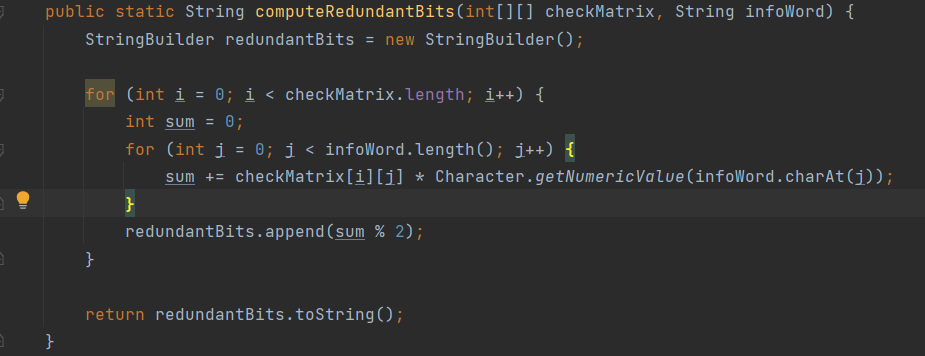 public static String computeRedundantBits(int[][] checkMatrix, String infoWord) {
    StringBuilder redundantBits = new StringBuilder();

    for (int i = 0; i < checkMatrix.length; i++) {
        int sum = 0;
        for (int j = 0; j < infoWord.length(); j++) {
            sum += checkMatrix[i][j] * Character.getNumericValue(infoWord.charAt(j));
        }
        redundantBits.append(sum % 2);
    }

    return redundantBits.toString();
}